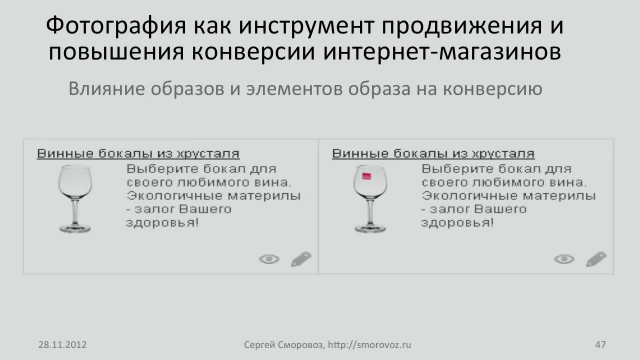 Фотография как инструмент продвижения и
повышения конверсии интернет-магазинов
Влияние образов и элементов образа на конверсию
Винные бокалы из хрусталя
Выберите бокал для
своего любимого вина.
Экологичные материлы
- залог Вашего
здоровья!
Винные бокалы из хрусталя
Выберите бокал для
своего любимого вина.
Экологичные материлы
- залог Вашего
здоровья!
28.11.2012
Сергей Сморовоз, http://smorovoz.ru
47